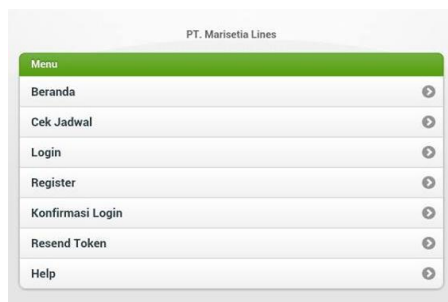 PT. Marisetia Lines
Menu
Beranda
Cek Jadwal
Login
Register
Konfirmasi Login
Resend Token
Help